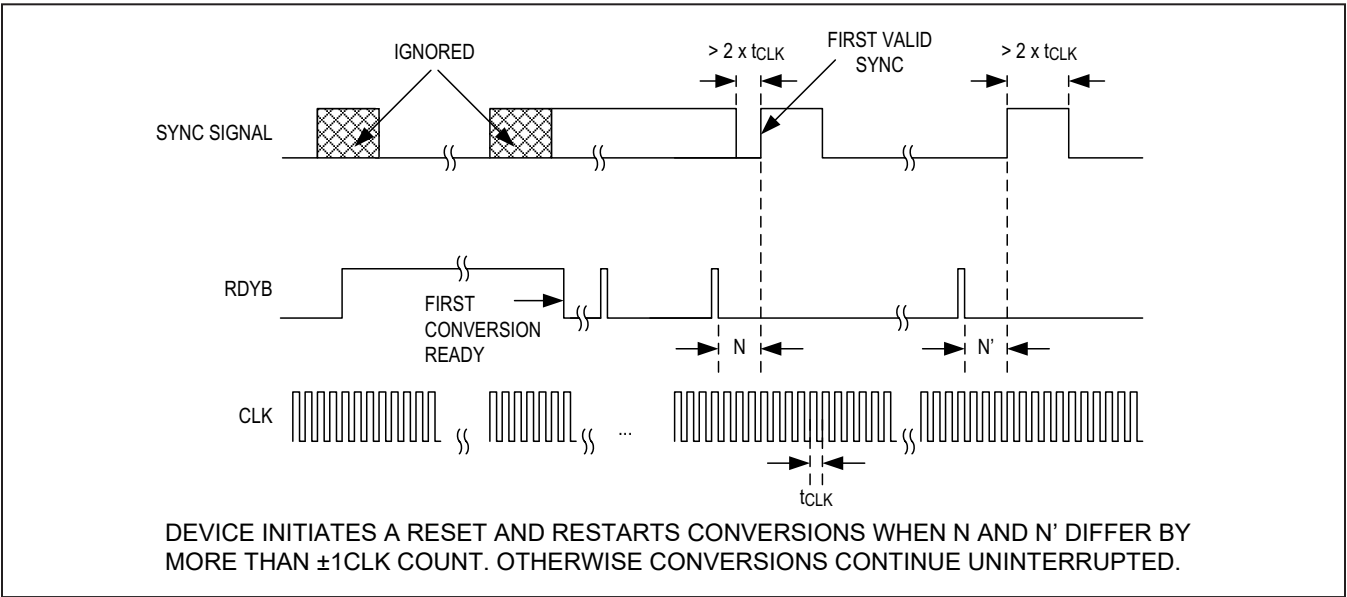 IGNORED
> 2 x tCLK
FIRST VALID
SYNC
> 2 x tCLK
SYNC SIGNAL
RDYB
FIRST
CONVERSION
READY
N
N'
CLK
...
tCLK
DEVICE INITIATES A RESET AND RESTARTS CONVERSIONS WHEN N AND N’ DIFFER BY
MORE THAN ±1CLK COUNT. OTHERWISE CONVERSIONS CONTINUE UNINTERRUPTED.